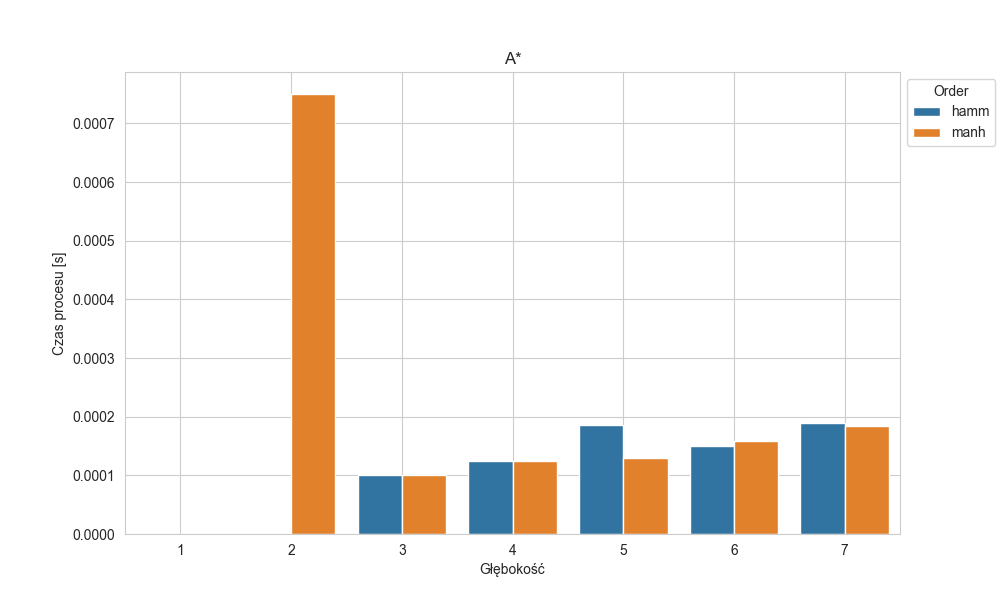 A*
Order
hamm
manh
0.0007
0.0006
0.0005
0.0004
0.0003
0.0002
0.0001
0.0000
Czas procesu [s]
1 2 3 4 5 6 7
Głębokość